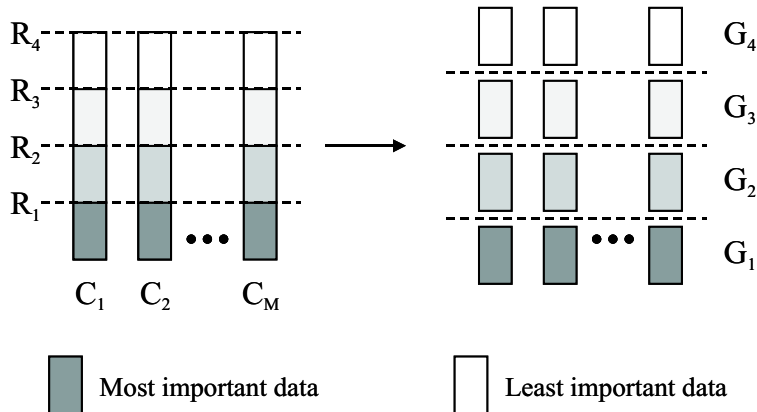 R4
R3
R2
R1
C1 C2 CM
G4
G3
G2
G1
Most important data
Least important data